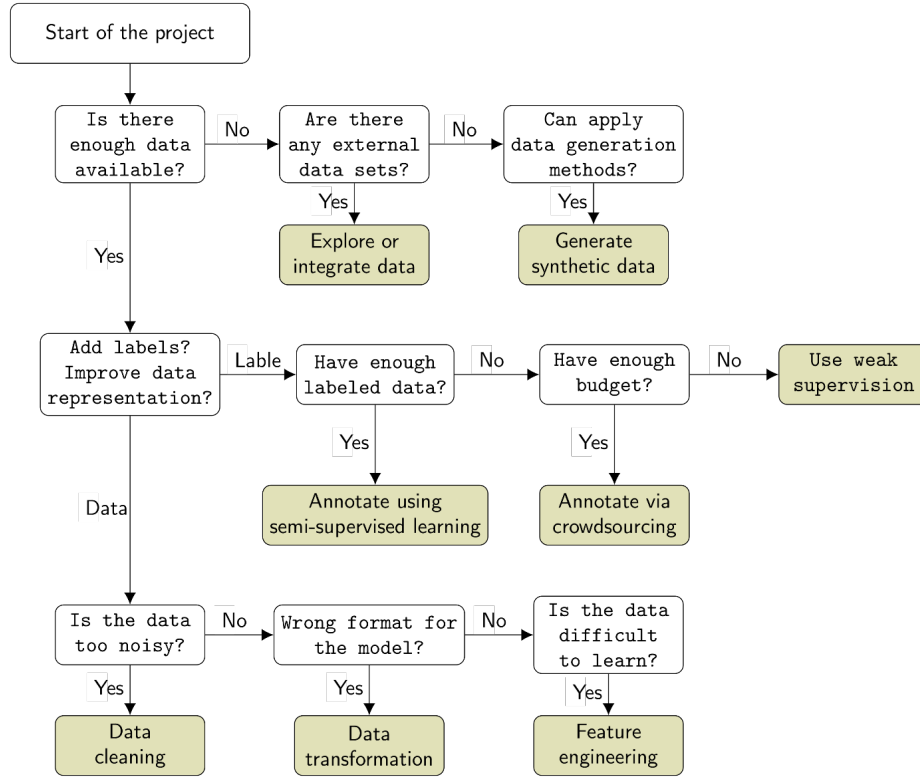 Start of the project
Is there
enough data
available?
No
Are there
any external
data sets?
No
Can apply
data generation
methods?
Yes
Yes
Explore or
integrate data
Generate
synthetic data
Yes
Add labels?
Improve data
representation?
Lable
Have enough
labeled data?
No
Have enough
budget?
No
Use weak
supervision
Yes
Yes
Annotate using
semi-supervised learning
Annotate via
crowdsourcing
Data
Is the data
too noisy?
No
Wrong format for
the model?
No
Is the data
difficult
to learn?
Yes
Yes
Yes
Data
cleaning
Data
transformation
Feature
engineering